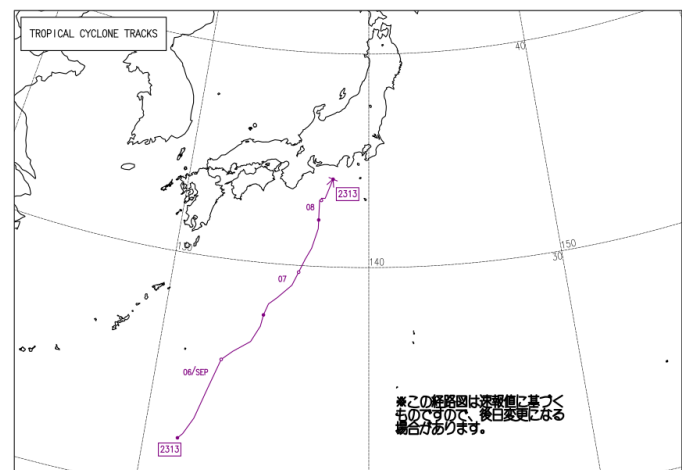 TROPICAL CYCLONE TRACKS
40
2313
08
130
150
140
30
07
06/SEP
※この経路図は速報値に基づく
ものですので、後日変更になる
場合があります。
2313